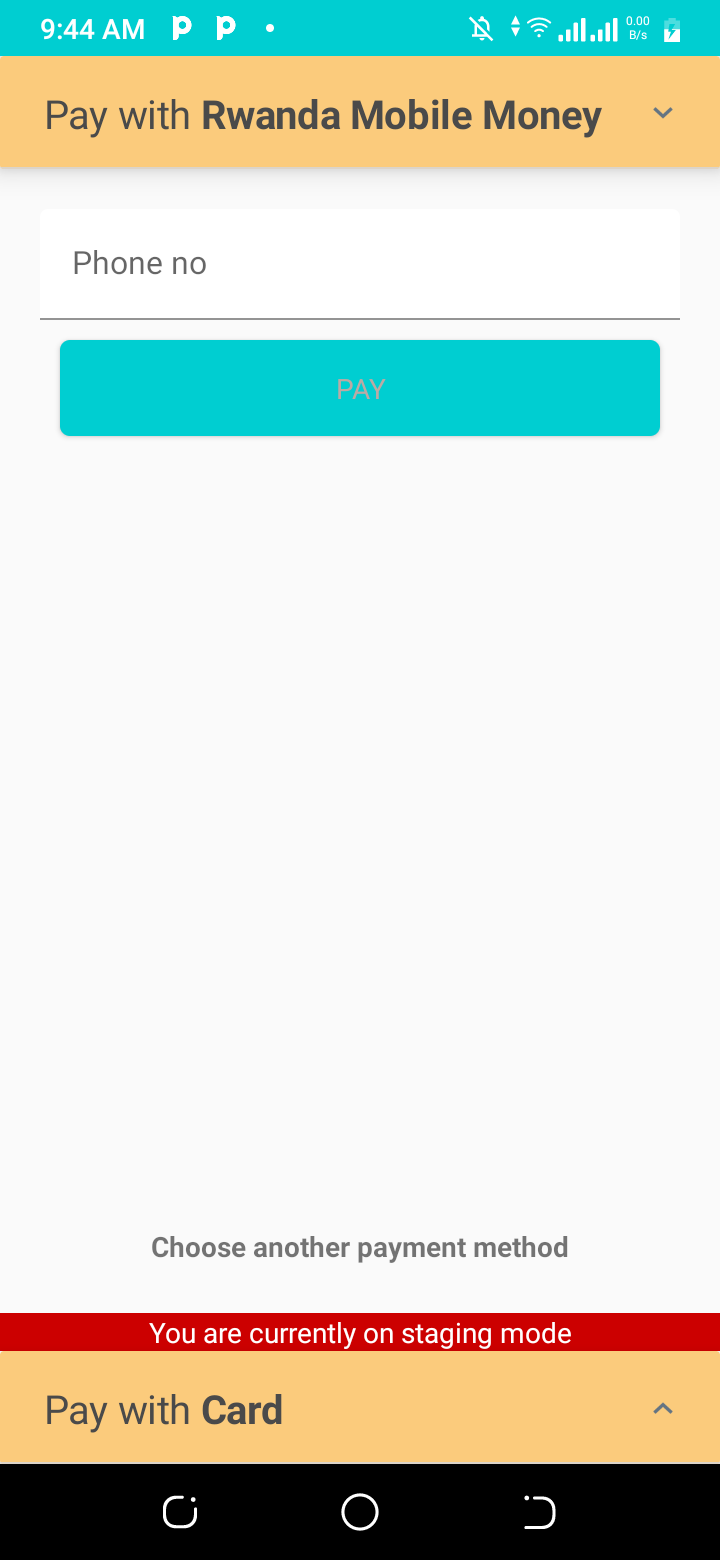 9:44 AM
0.00
B/s
Pay with Rwanda Mobile Money
Phone no
PAY
Choose another payment method
You are currently on staging mode
Pay with Card